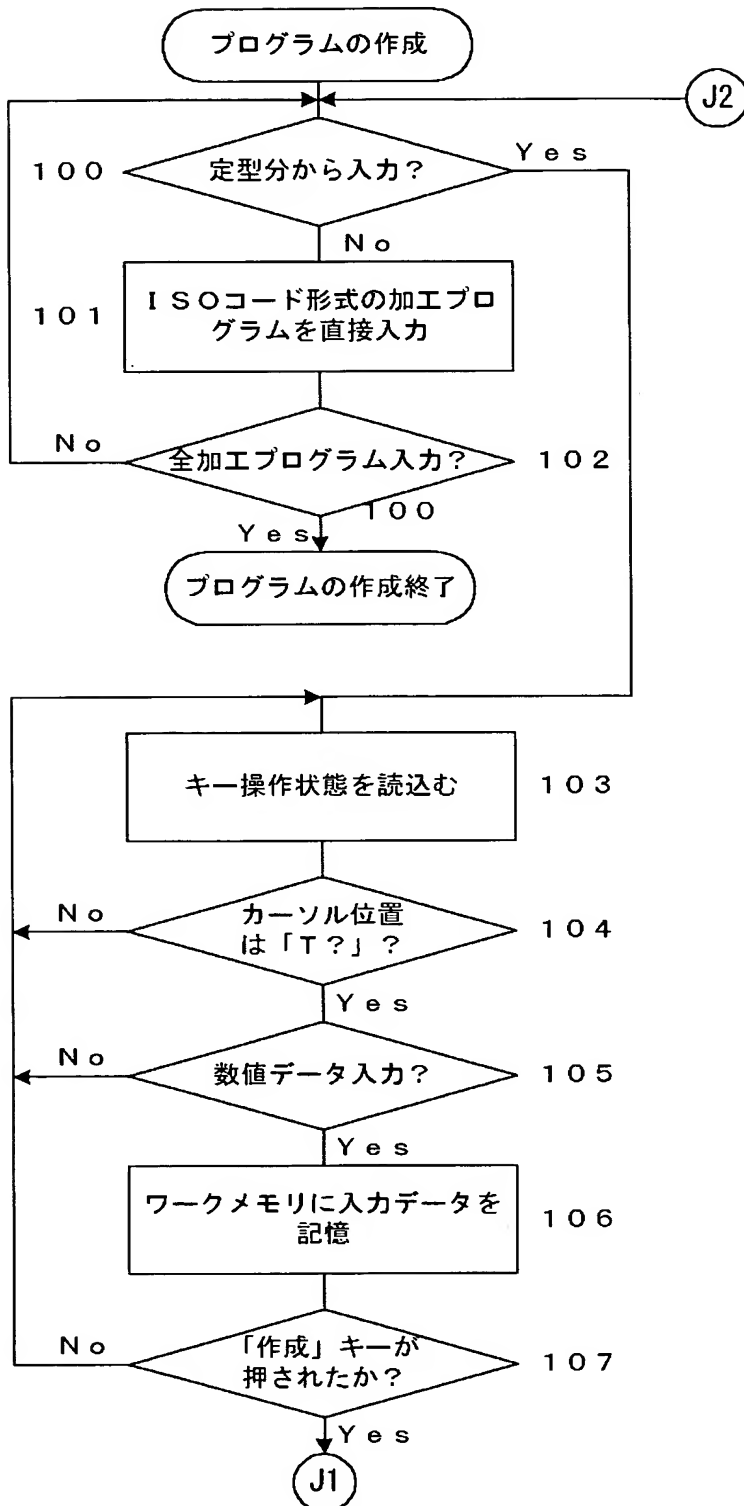 プログラムの作成
J2
100
定型分から入力?
Yes
No
101
ISOコード形式の加工プロ
グラムを直接入力
No
全加工プログラム入力?
102
100
Yes
プログラムの作成終了
キー操作状態を読込む
103
No
カーソル位置
は「T?」?
104
Yes
No
数値データ入力?
105
Yes
ワークメモリに入力データを
記憶
106
No
「作成」キーが
押されたか?
107
Yes
J1